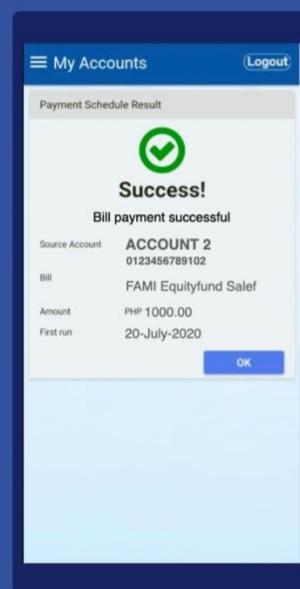 My Accounts Logout
Payment Schedule Result
Success!
Bill payment successful
Source Account ACCOUNT 2
0123456789102
Bill FAMI Equityfund Salef
Amount PHP 1000.00
First run 20-July-2020
OK